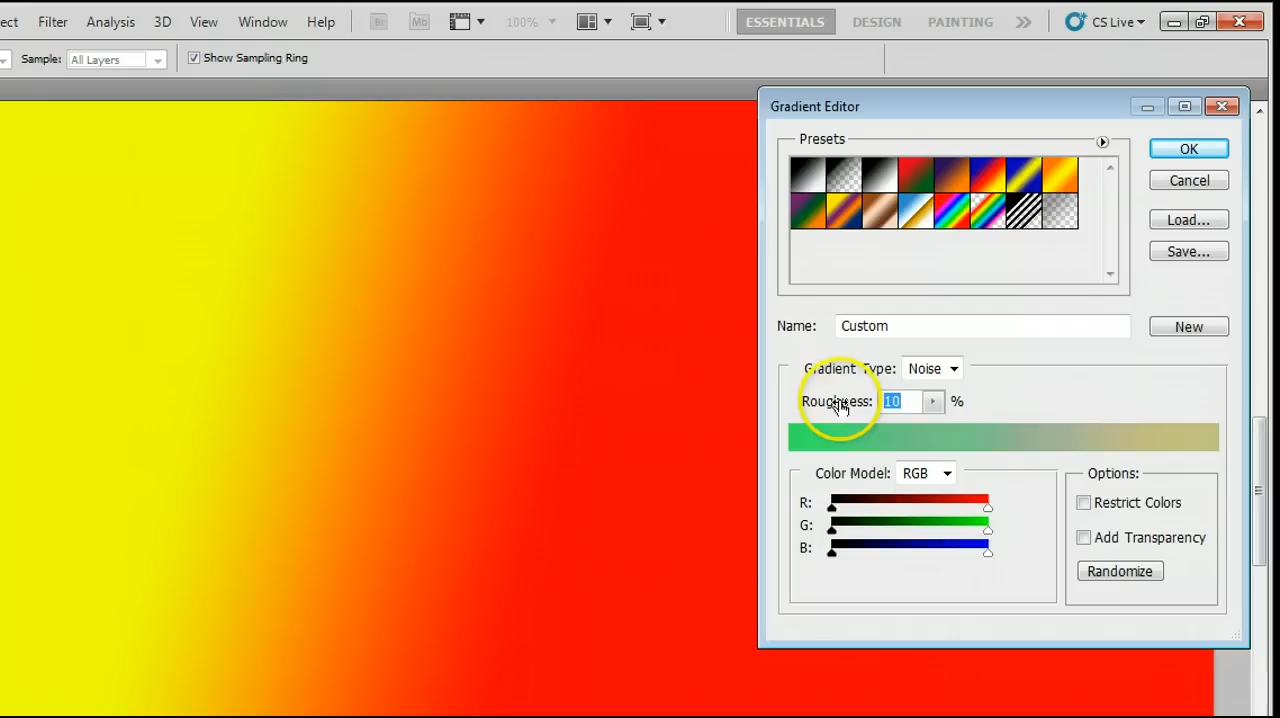 ect Filter Analysis 3D View Window Help Br Mb 100% ESSENTIALS DESIGN PAINTING CS Live
Sample: All Layers Show Sampling Ring
Gradient Editor
Presets
OK
Cancel
Load...
Save...
Name: Custom New
Gradient Type: Noise
Roughness: 10 %
Color Model: RGB Options:
R: Restrict Colors
G:
Add Transparency
B:
Randomize